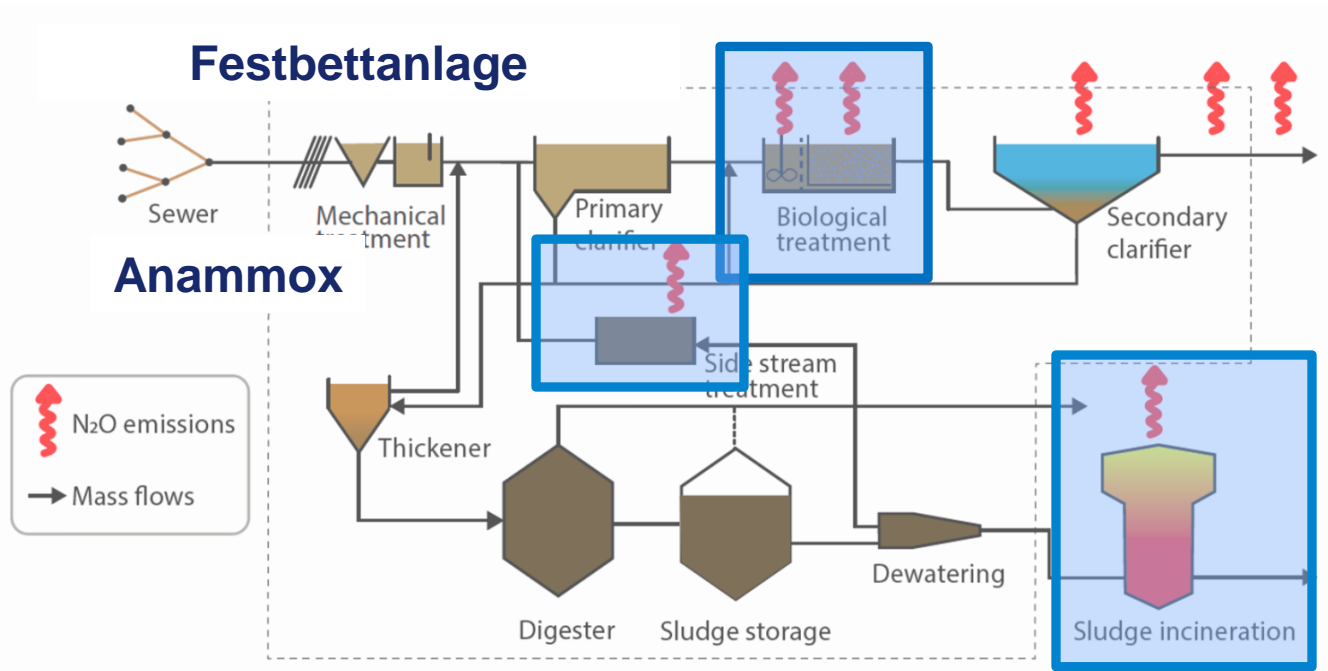 Festbettanlage
Sewer
Mechanical
treatment
Primary
clarifier
Biological
treatment
Secondary
clarifier
Anammox
Side stream
treatment
N₂O emissions
Mass flows
Thickener
Digester
Sludge storage
Dewatering
Sludge incineration